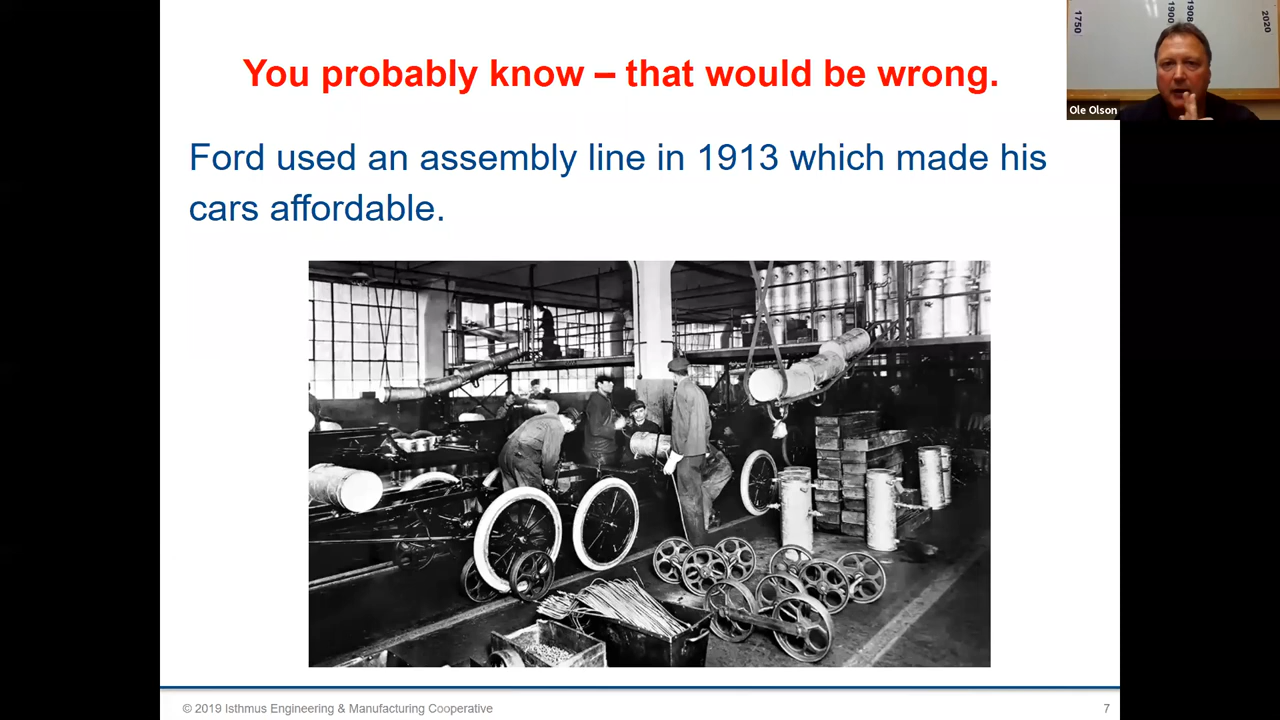 You probably know – that would be wrong.
Ford used an assembly line in 1913 which made his
cars affordable.
© 2019 Isthmus Engineering & Manufacturing Cooperative
7
1750
1900
1908
2020
Ole Olson